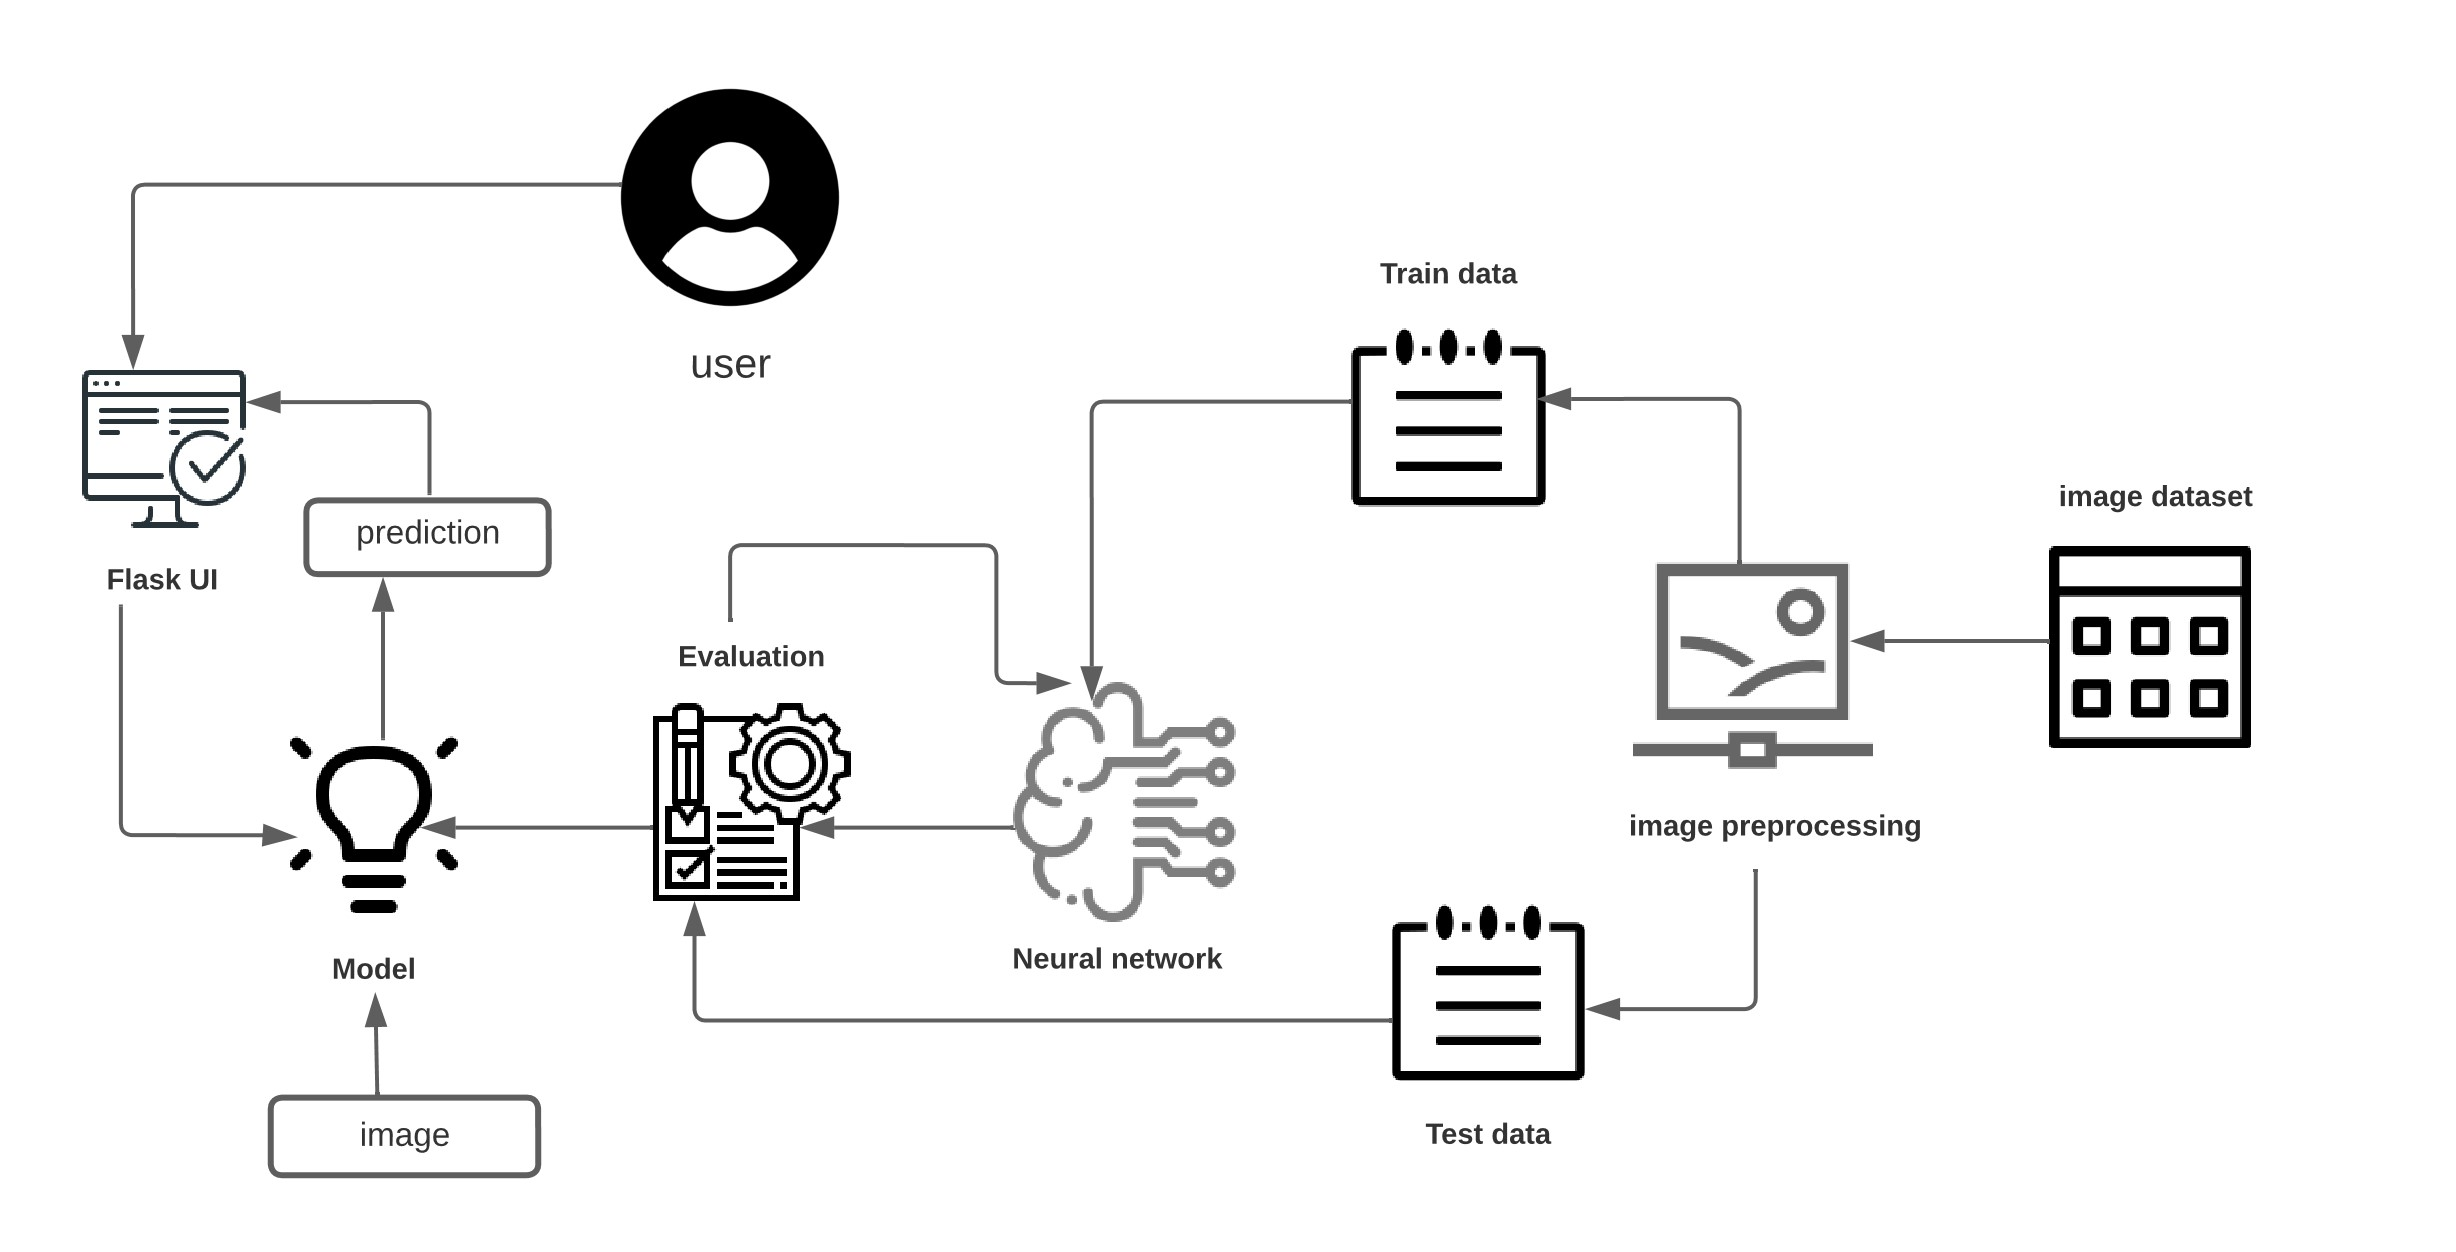 user
Train data
image dataset
prediction
Flask UI
Evaluation
image preprocessing
Neural network
Model
Test data
image